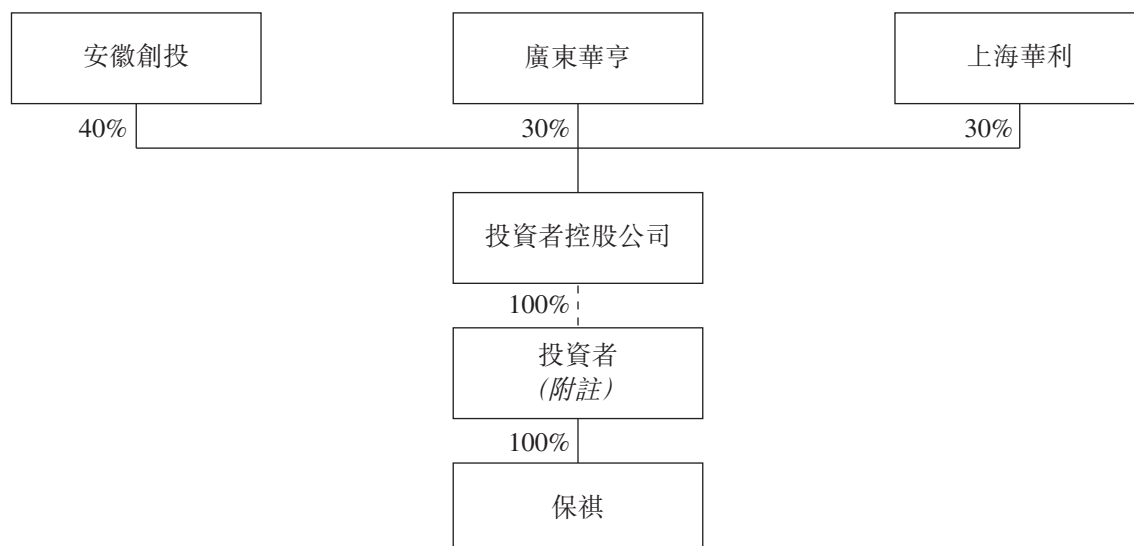 安徽創投
廣東華亨
上海華利
40%
30%
30%
投資者控股公司
100%
投資者
(附註)
100%
保祺